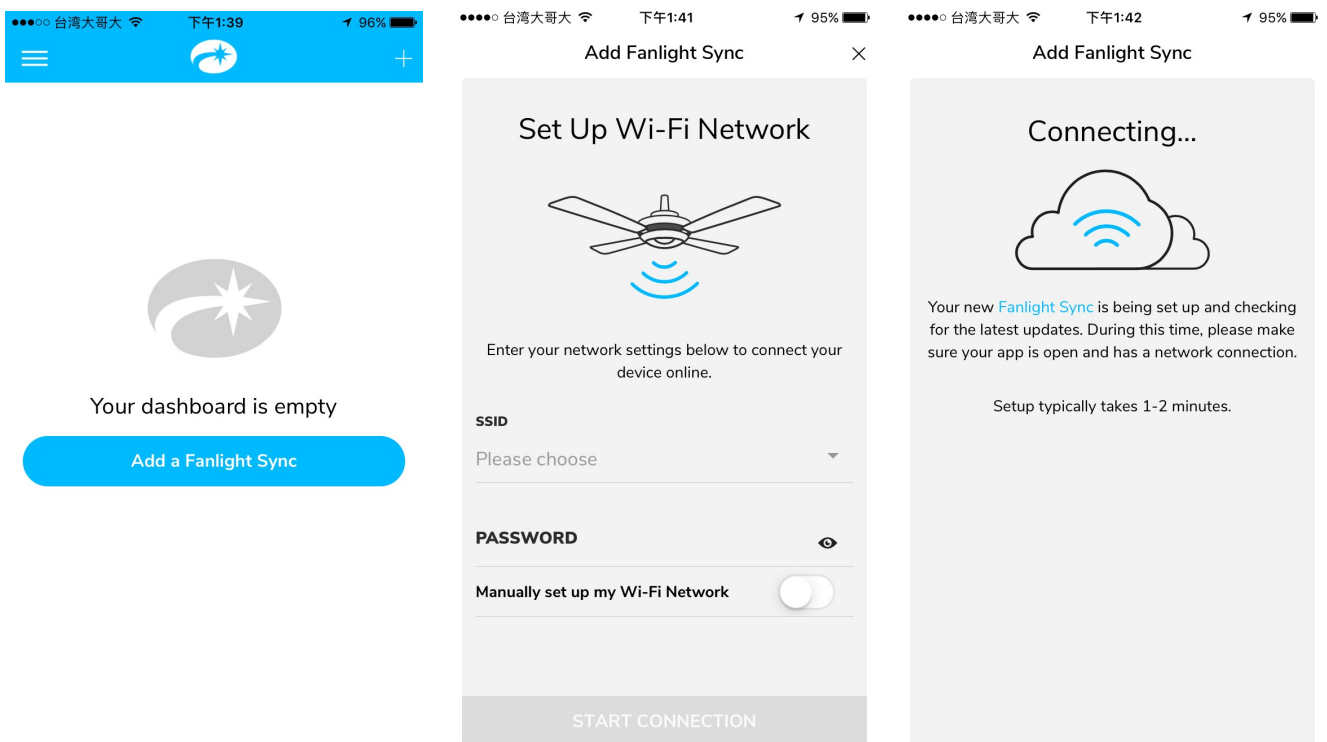 台湾大哥大 下午1:39 96%
Your dashboard is empty
Add a Fanlight Sync
台湾大哥大 下午1:41 95%
Add Fanlight Sync
Set Up Wi-Fi Network
Enter your network settings below to connect your
device online.
SSID
Please choose
PASSWORD
Manually set up my Wi-Fi Network
START CONNECTION
台湾大哥大 下午1:42 95%
Add Fanlight Sync
Connecting...
Your new Fanlight Sync is being set up and checking
for the latest updates. During this time, please make
sure your app is open and has a network connection.
Setup typically takes 1-2 minutes.